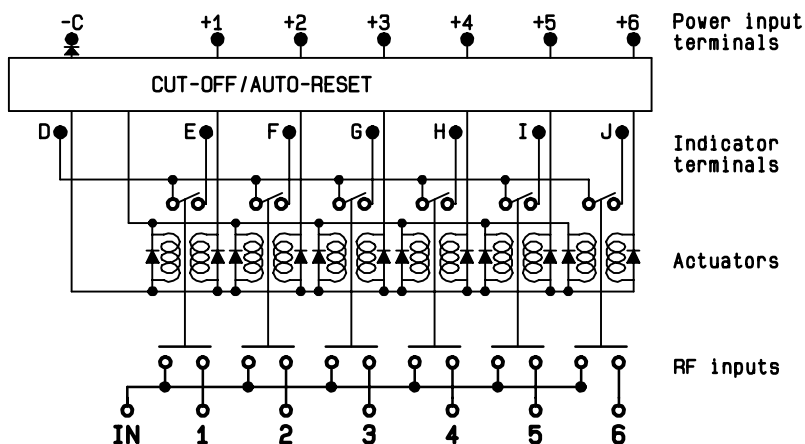 -C +1 +2 +3 +4 +5 +6 Power input
terminals
CUT-OFF/AUTO-RESET
D E F G H I J Indicator
terminals
Actuators
RF inputs
IN 1 2 3 4 5 6